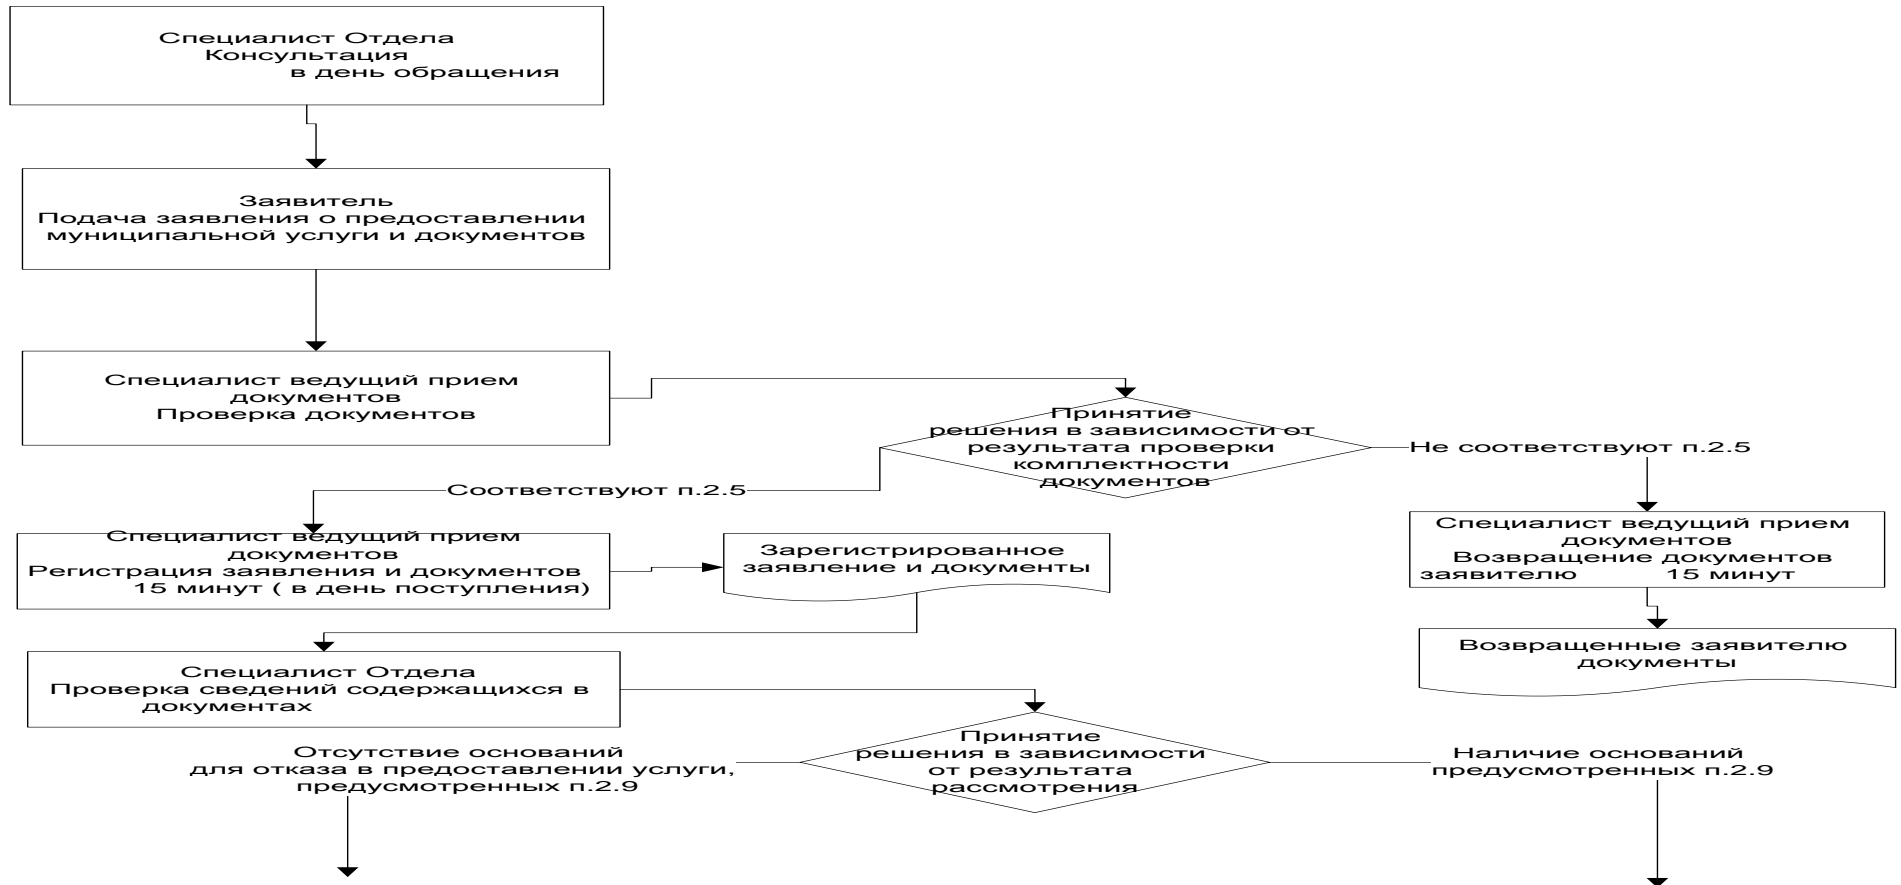 Специалист Отдела
Консультация
в день обращения
Заявитель
Подача заявления о предоставлении
муниципальной услуги и документов
Специалист ведущий прием
документов
Проверка документов
Принятие
решения в зависимости от
результата проверки
комплектности
документов
Не соответствуют п.2.5
Соответствуют п.2.5
Специалист ведущий прием
документов
Регистрация заявления и документов
15 минут ( в день поступления)
Зарегистрированное
заявление и документы
Специалист ведущий прием
документов
Возвращение документов
заявителю 15 минут
Возвращенные заявителю
документы
Специалист Отдела
Проверка сведений содержащихся в
документах
Принятие
решения в зависимости
от результата
рассмотрения
Отсутствие оснований
для отказа в предоставлении услуги,
предусмотренных п.2.9
Наличие оснований
предусмотренных п.2.9